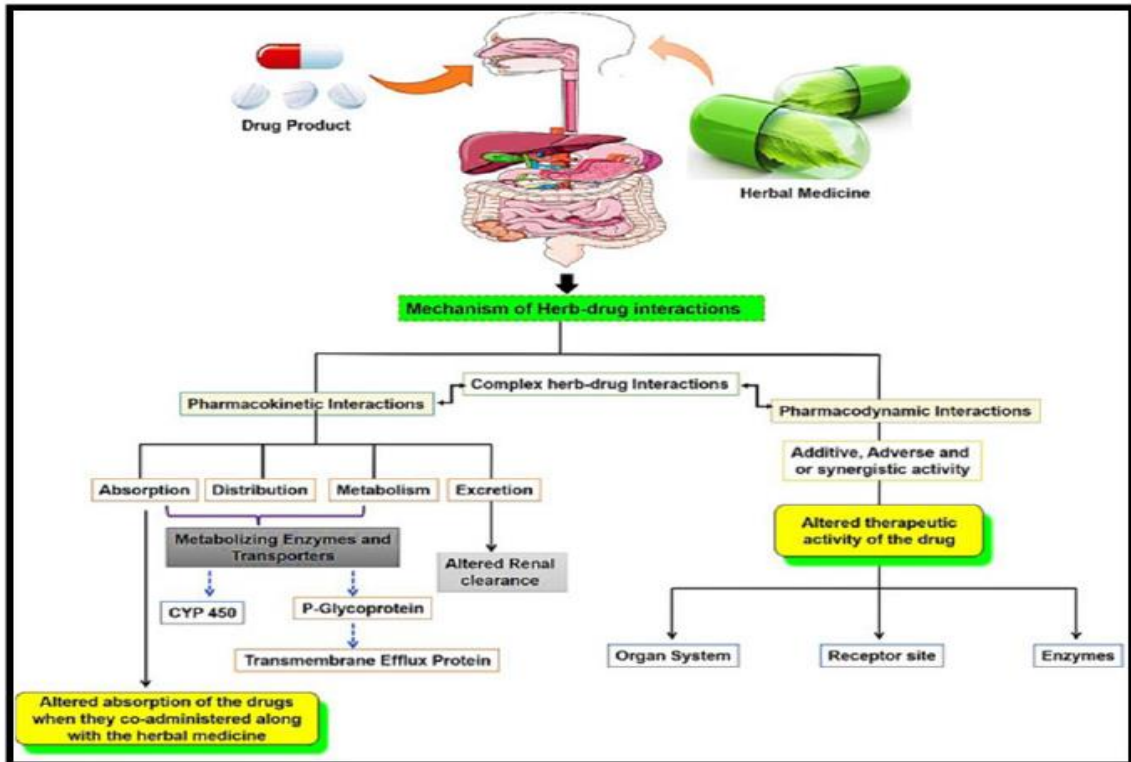 Drug Product
Herbal Medicine
Mechanism of Herb-drug interactions
Complex herb-drug Interactions
Pharmacokinetic Interactions
Pharmacodynamic Interactions
Additive, Adverse and
or synergistic activity
Absorption
Distribution
Metabolism
Excretion
Altered therapeutic
activity of the drug
Metabolizing Enzymes and
Transporters
Altered Renal
clearance
CYP 450
P-Glycoprotein
Transmembrane Efflux Protein
Organ System
Receptor site
Enzymes
Altered absorption of the drugs
when they co-administered along
with the herbal medicine